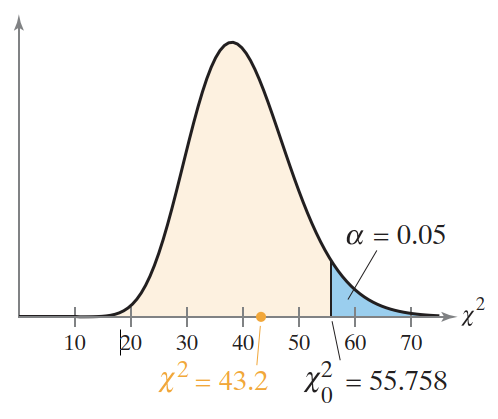 α = 0.05
χ²
10 20 30 40 50 60 70
χ² = 43.2 χ₀² = 55.758